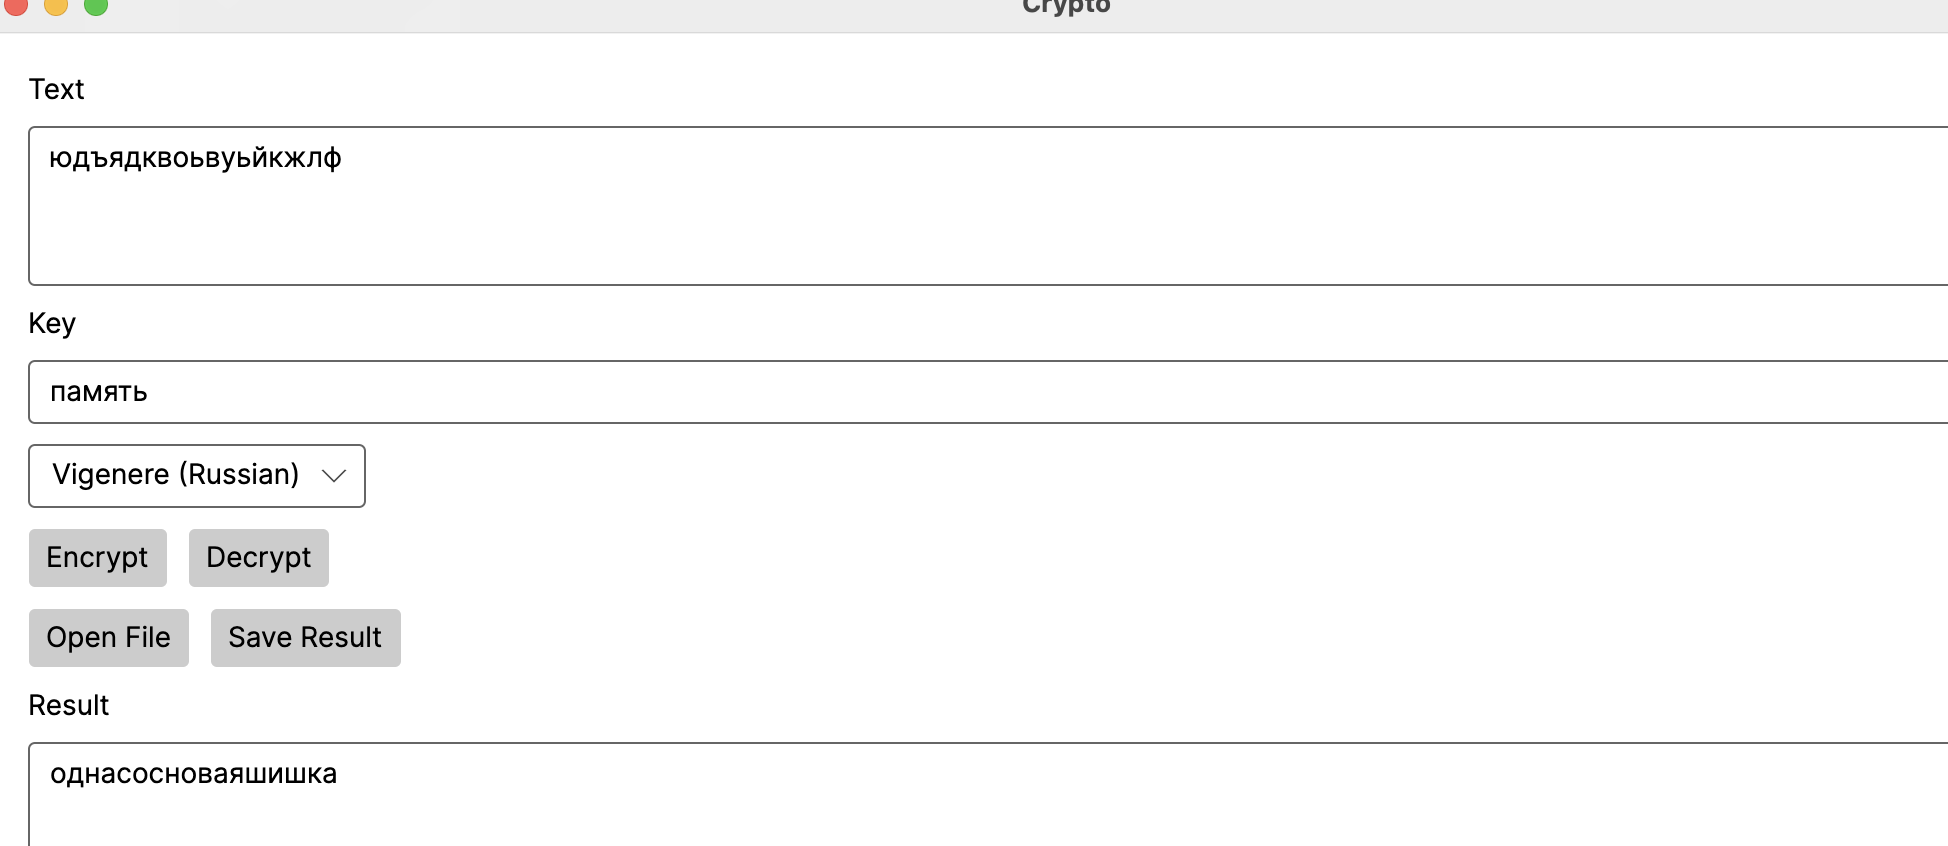 Crypto
Text
юдъядквоьвуьйкжлф
Key
память
Vigenere (Russian)
Encrypt Decrypt
Open File Save Result
Result
однасосноваяшишка